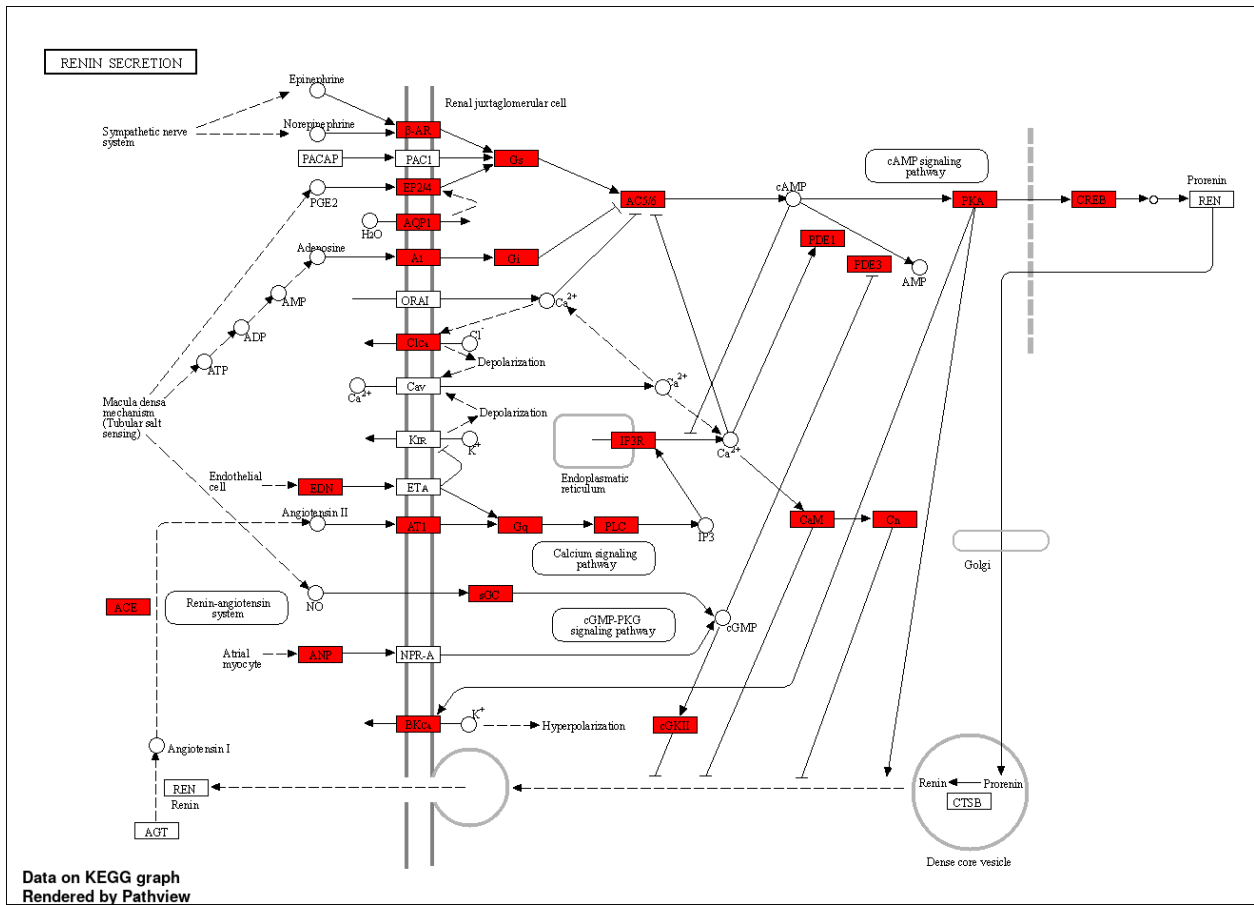 RENIN SECRETION
Epinephrine
Renal juxtaglomerular cell
Sympathetic nerve
system
Norepinephrine
β-AR
PACAP
PAC1
Gs
cAMP signaling
pathway
PGE2
EP2/4
AC5/6
cAMP
PKA
CREB
Prorenin
REN
H2O
AQP1
Adenosine
A1
Gi
PDE1
PDE3
AMP
AMP
ORAI
Ca2+
ADP
ClCa
Cl-
ATP
Depolarization
Ca2+
Cav
Ca2+
Macula densa
mechanism
(Tubular salt
sensing)
Depolarization
KIR
K+
IP3R
Ca2+
Endoplasmatic
reticulum
Endothelial
cell
EDN
ETA
Angiotensin II
AT1
Gq
PLC
IP3
CaM
Cn
Calcium signaling
pathway
Golgi
ACE
Renin-angiotensin
system
NO
sGC
cGMP-PKG
signaling pathway
cGMP
Atrial
myocyte
ANP
NPR-A
BKCa
K+
Hyperpolarization
cGKII
Angiotensin I
REN
Renin
Renin
Prorenin
CTSB
AGT
Dense core vesicle
Data on KEGG graph
Rendered by Pathview